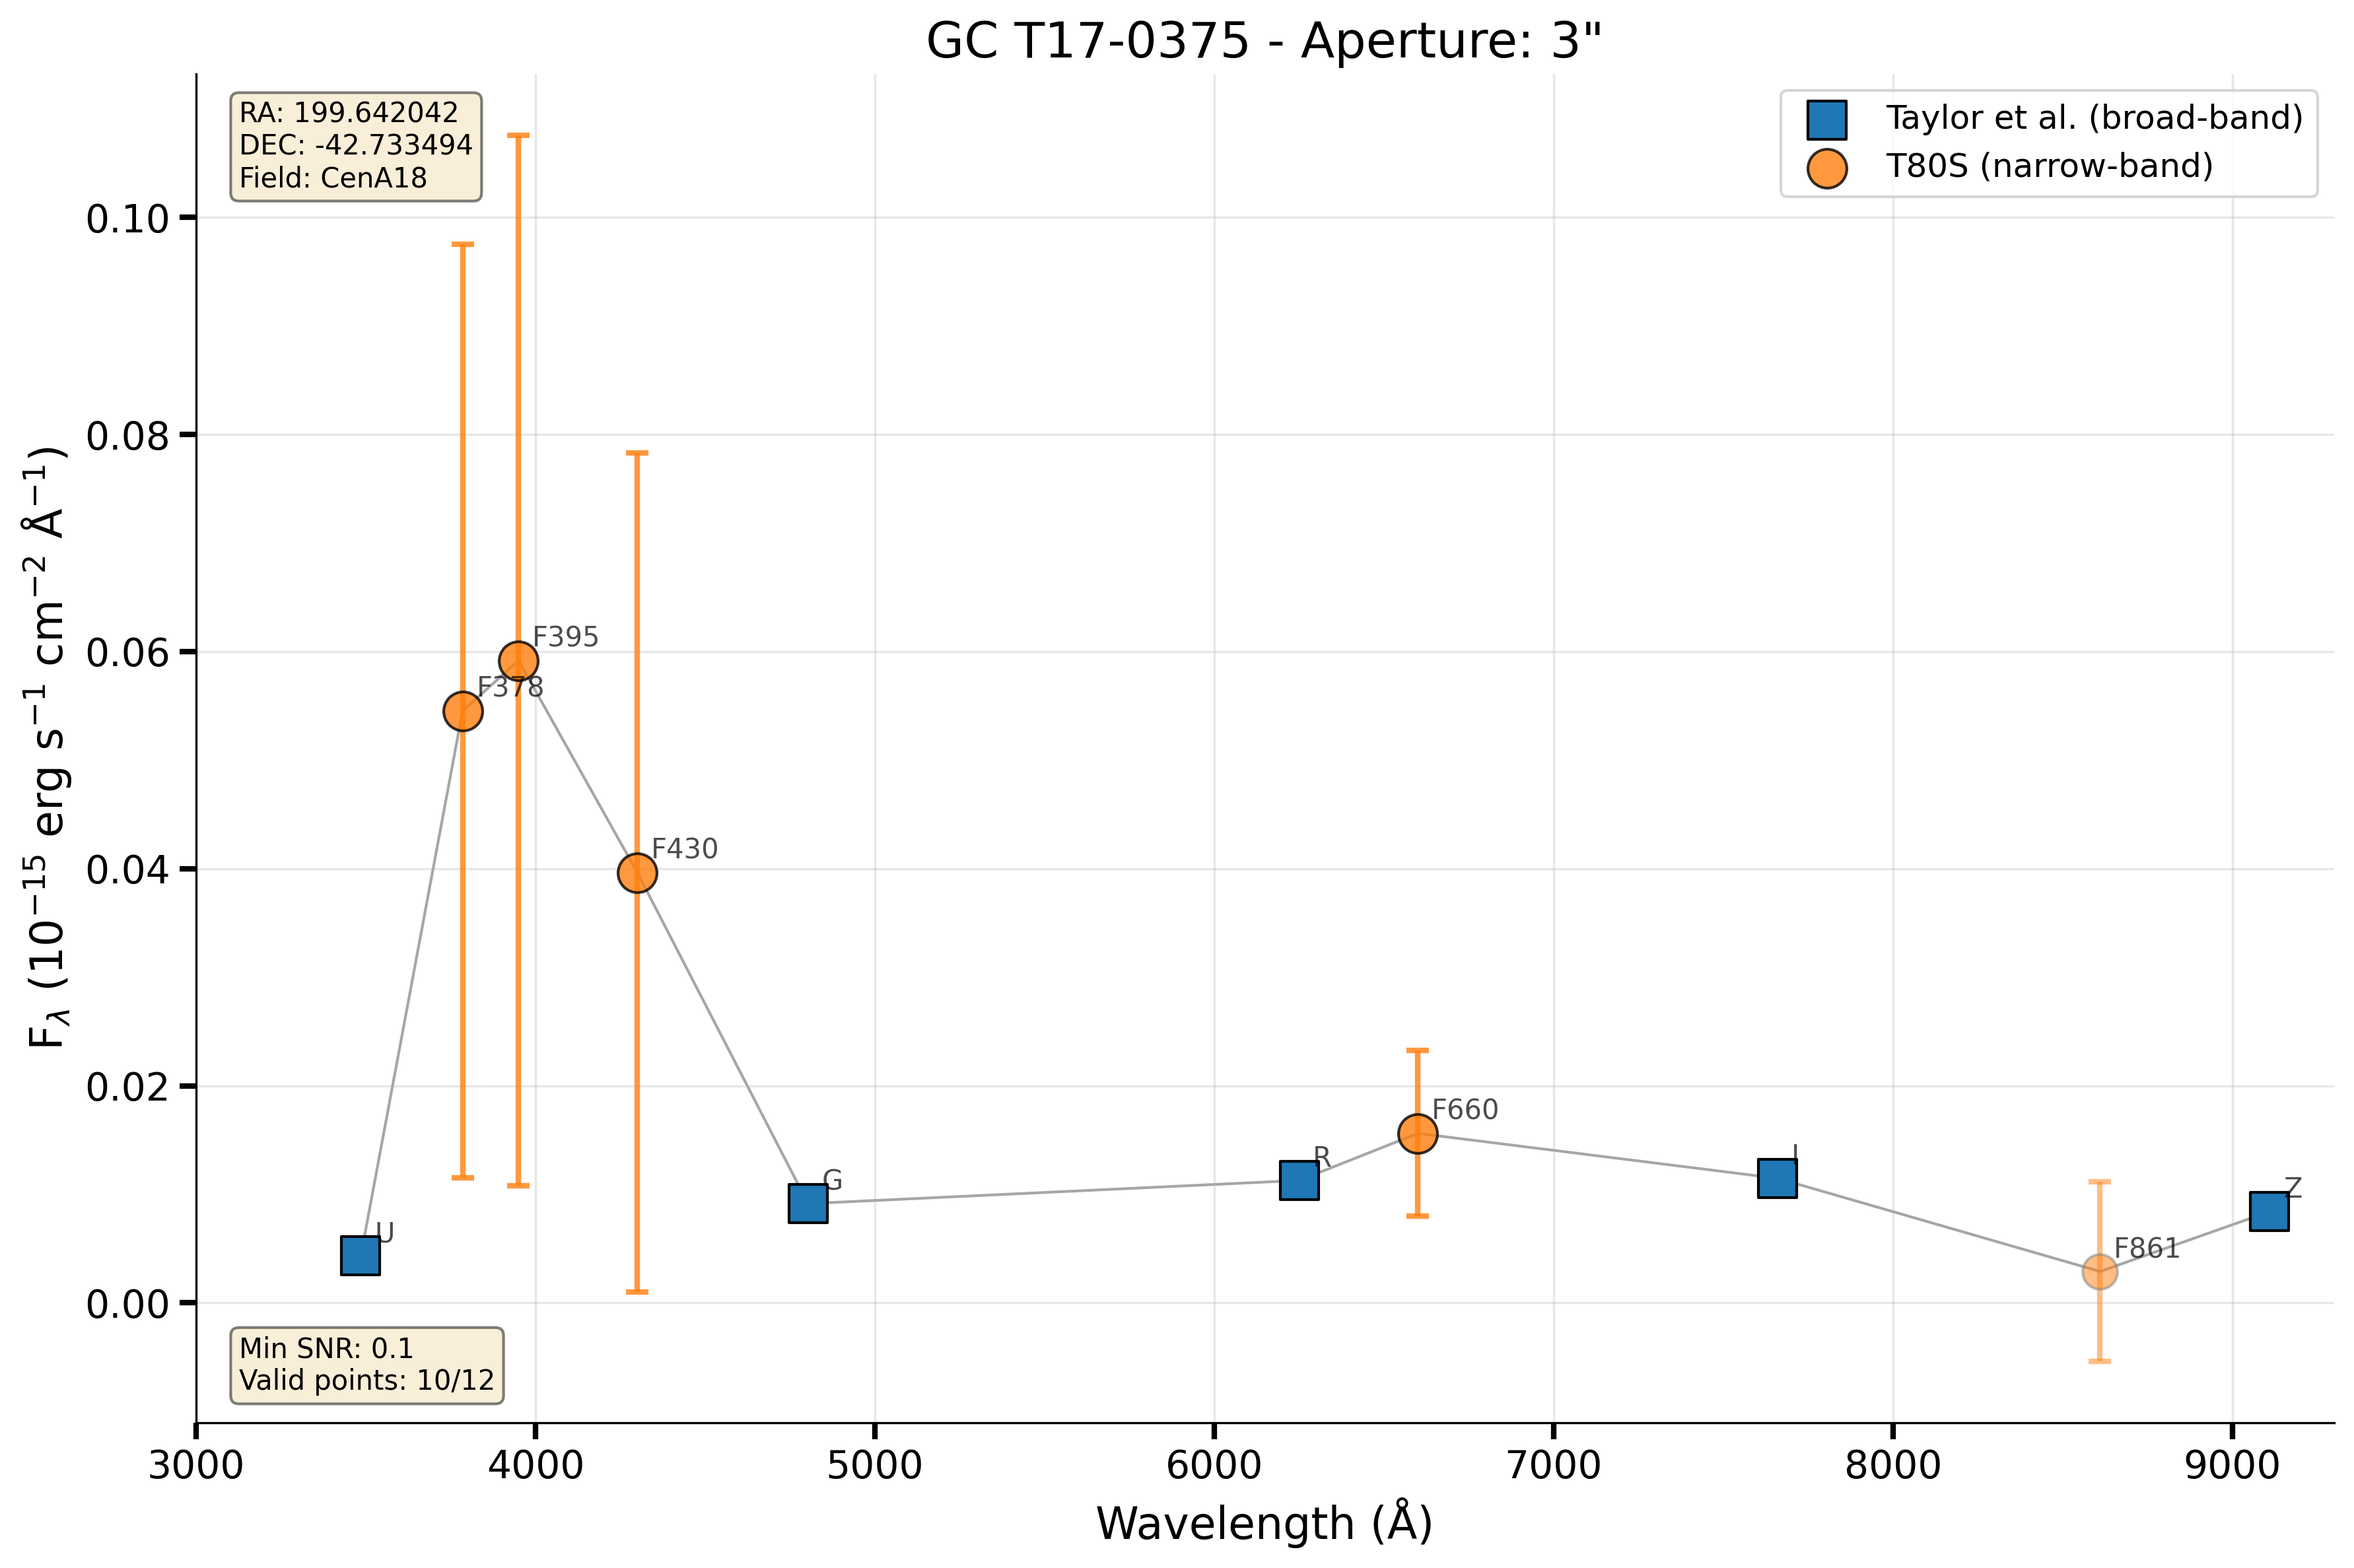 GC T17-0375 - Aperture: 3"
RA: 199.642042
DEC: -42.733494
Field: CenA18
Taylor et al. (broad-band)
T80S (narrow-band)
F_λ (10⁻¹⁵ erg s⁻¹ cm⁻² Å⁻¹)
0.10
0.08
0.06
0.04
0.02
0.00
F395
F378
F430
F660
R
I
G
Z
U
F861
Min SNR: 0.1
Valid points: 10/12
3000 4000 5000 6000 7000 8000 9000
Wavelength (Å)